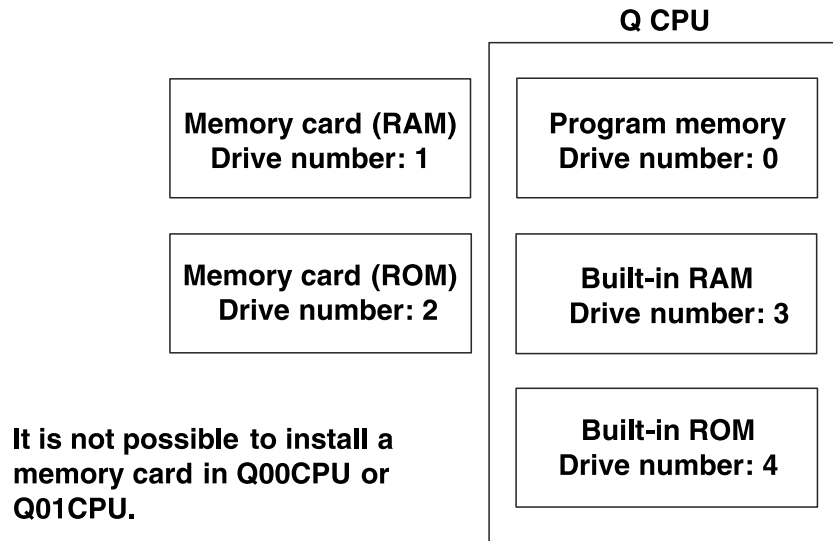 Q CPU
Memory card (RAM)
Drive number: 1
Program memory
Drive number: 0
Memory card (ROM)
Drive number: 2
Built-in RAM
Drive number: 3
Built-in ROM
Drive number: 4
It is not possible to install a
memory card in Q00CPU or
Q01CPU.